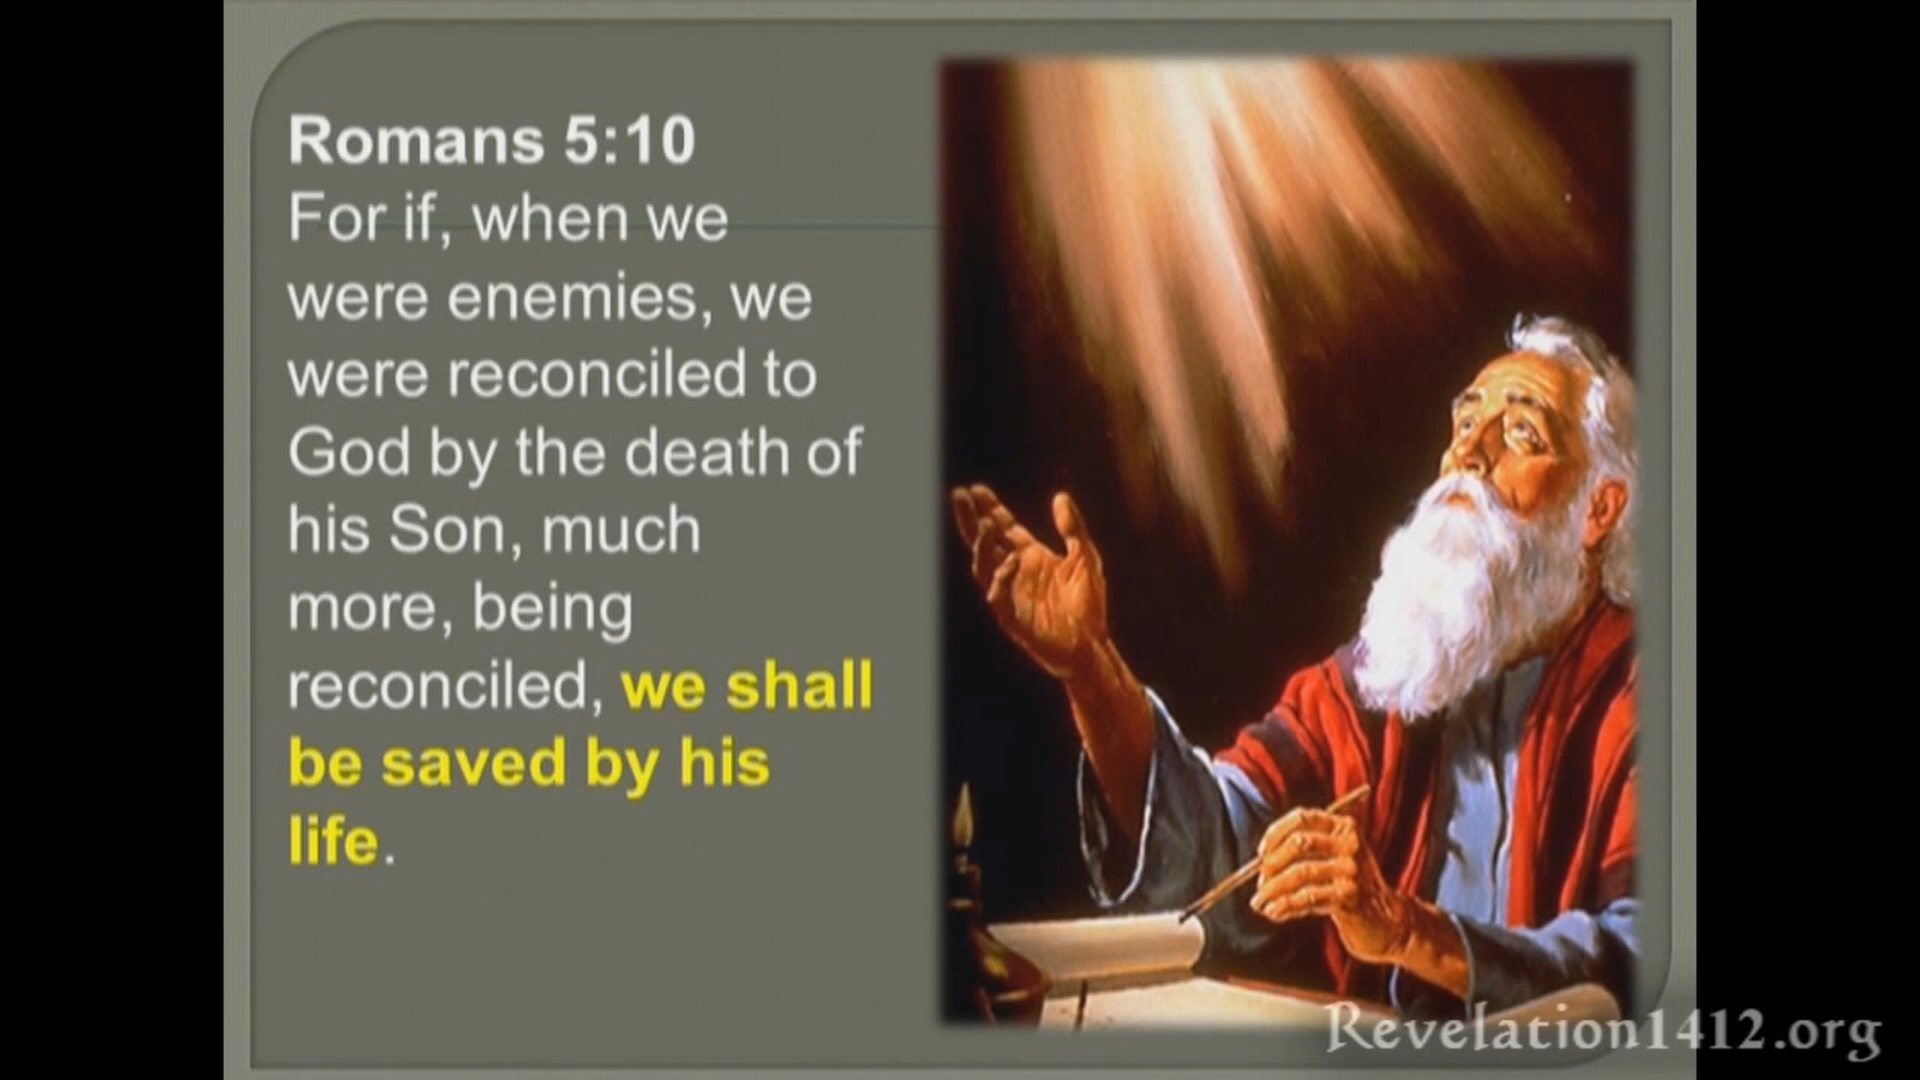 Romans 5:10
For if, when we
were enemies, we
were reconciled to
God by the death of
his Son, much
more, being
reconciled, we shall
be saved by his
life.
Revelation1412.org